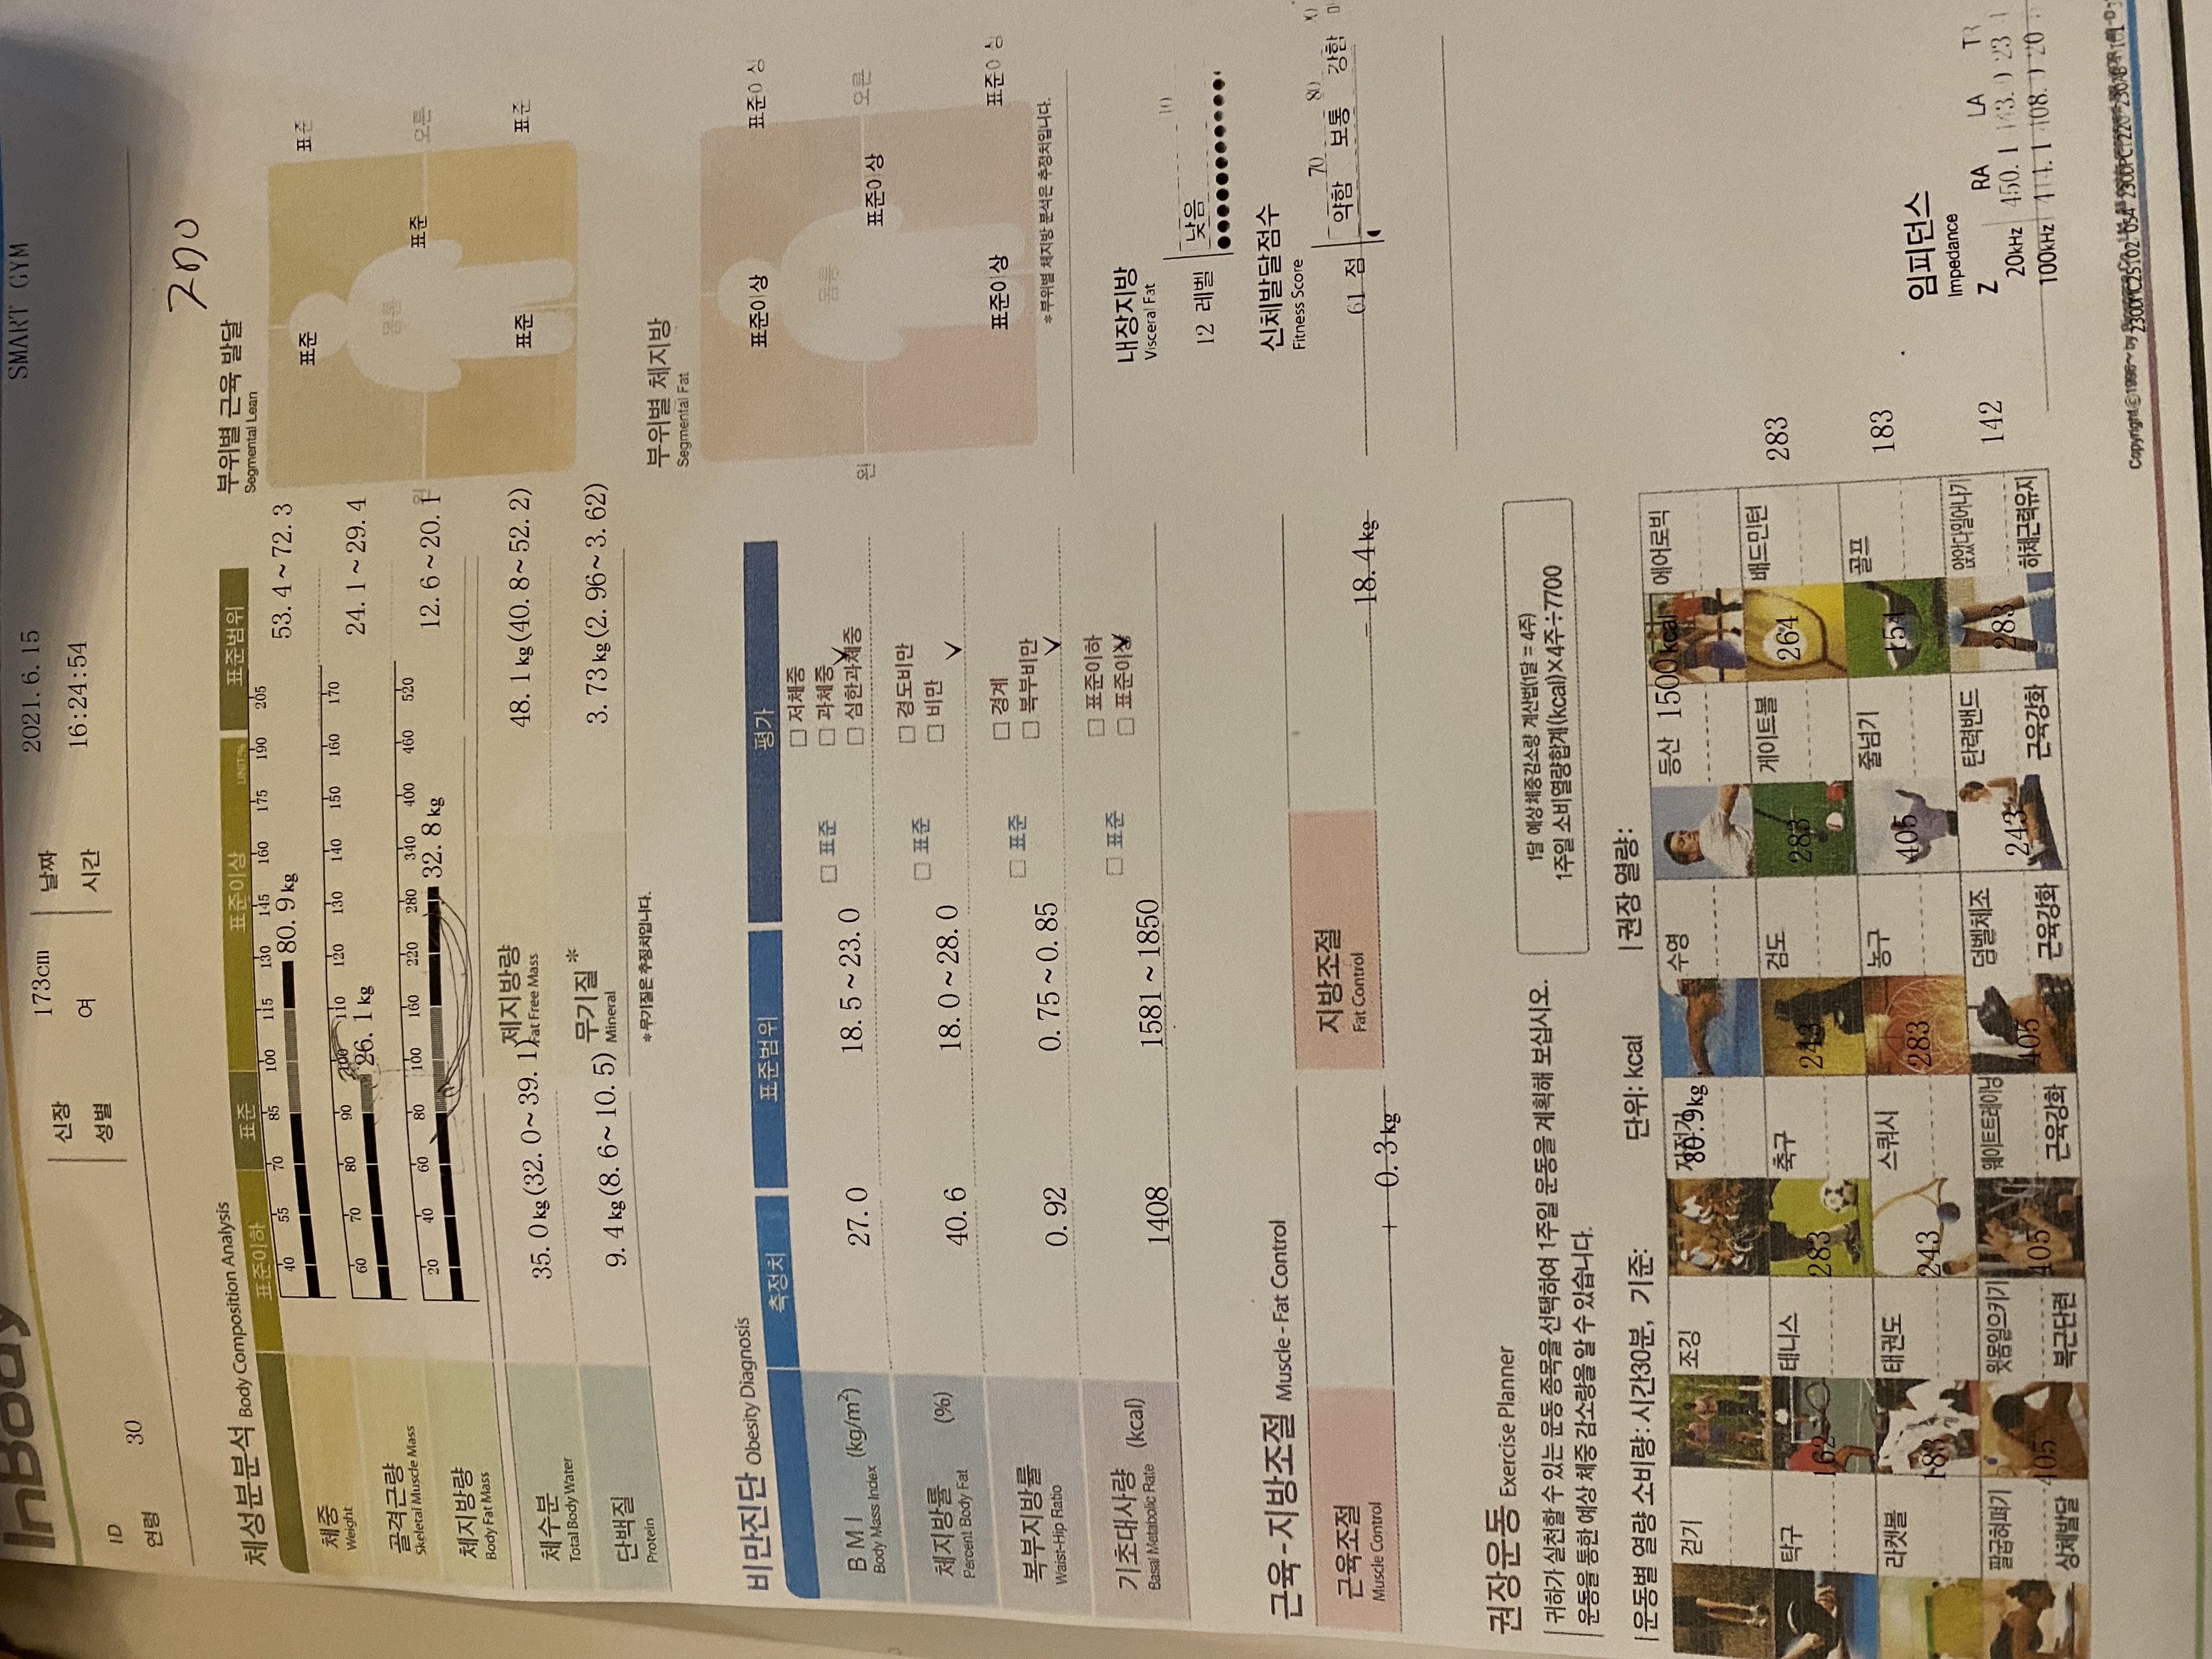 InBody
SMART GYM
ID
연령 30
신장 173cm
성별 여
날짜 2021. 6. 15
시간 16:24:54
체성분분석 Body Composition Analysis
표준이하 표준 표준이상 UNIT:% 표준범위
40 55 70 85 100 115 130 145 160 175 190 205
체중 Weight 80. 9 kg 53. 4 ~ 72. 3
60 70 80 90 100 110 120 130 140 150 160 170
골격근량 Skeletal Muscle Mass 26. 1 kg 24. 1 ~ 29. 4
20 40 60 80 100 160 220 280 340 400 460 520
체지방량 Body Fat Mass 32. 8 kg 12. 6 ~ 20. 1
체수분 Total Body Water 35. 0 kg (32. 0 ~ 39. 1)
제지방량 Fat Free Mass 48. 1 kg (40. 8 ~ 52. 2)
단백질 Protein 9. 4 kg (8. 6 ~ 10. 5)
무기질 * Mineral 3. 73 kg (2. 96 ~ 3. 62)
* 무기질은 추정치입니다.
부위별 근육 발달
Segmental Lean
표준 표준
몸통
표준
왼 오른
표준 표준
부위별 체지방
Segmental Fat
표준이상 표준이상
몸통
왼 표준이상 오른
표준이상 표준이상
* 부위별 체지방 분석은 추정치입니다.
비만진단 Obesity Diagnosis
측정치 표준범위 평가
B M I (kg/m²) Body Mass Index 27. 0 18. 5 ~ 23. 0 □ 표준 □ 저체중 □ 과체중 □ 심한과체중
체지방률 (%) Percent Body Fat 40. 6 18. 0 ~ 28. 0 □ 표준 □ 경도비만 □ 비만
복부지방률 Waist-Hip Ratio 0. 92 0. 75 ~ 0. 85 □ 표준 □ 경계 □ 복부비만
기초대사량 (kcal) Basal Metabolic Rate 1408 1581 ~ 1850 □ 표준 □ 표준이하 □ 표준이상
내장지방
Visceral Fat
10
12 레벨 낮음
신체발달점수
Fitness Score
70 80
61 점 약함 보통 강함
근육-지방조절 Muscle - Fat Control
근육조절 Muscle Control + 0. 3 kg
지방조절 Fat Control - 18. 4 kg
권장운동 Exercise Planner
귀하가 실천할 수 있는 운동 종목을 선택하여 1주일 운동을 계획해 보십시오.
운동을 통한 예상 체중 감소량을 알 수 있습니다.
1달 예상 체중감소량 계산법(1달 = 4주)
1주일 소비열량합계(kcal)×4주÷7700
운동별 열량 소비량: 시간30분, 기준: 단위: kcal 권장 열량:
걷기 조깅 자전거 80. 9kg 수영 등산 1500 kcal 에어로빅
탁구 테니스 축구 검도 게이트볼 배드민턴
162 283 243 283 264 283
라켓볼 태권도 스쿼시 농구 줄넘기 골프
183 243 283 405 154 183
팔굽혀펴기 윗몸일으키기 웨이트트레이닝 덤벨체조 탄력밴드 앉았다일어나기
405 405 405 243 283 142
상체발달 복근단련 근육강화 근육강화 근육강화 하체근력유지
임피던스
Impedance
Z RA LA TR
20kHz 450. 1
100kHz 414. 1